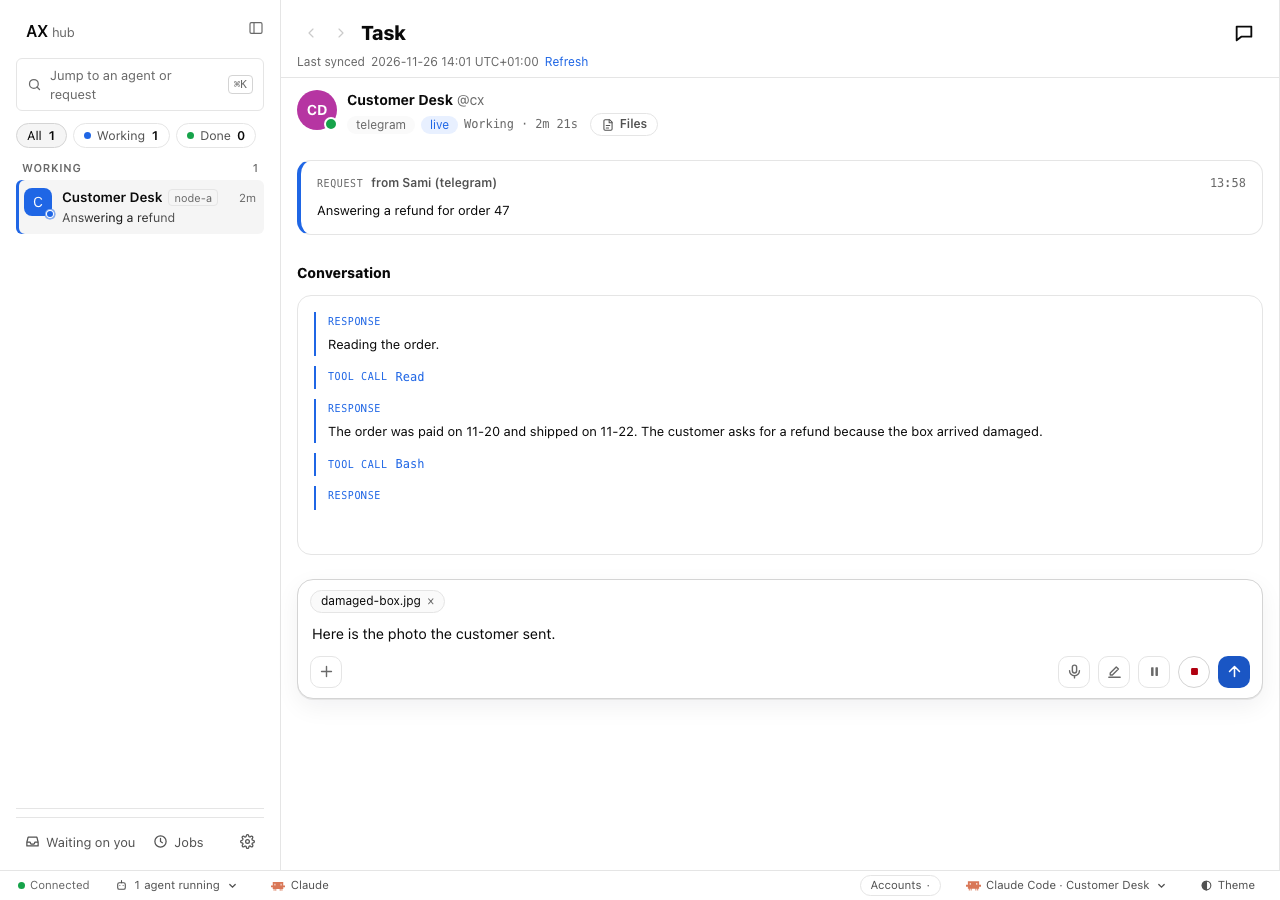 AX hub
Jump to an agent or
request
⌘K
All 1
Working 1
Done 0
WORKING 1
C
Customer Desk node-a 2m
Answering a refund
Waiting on you
Jobs
Task
Last synced 2026-11-26 14:01 UTC+01:00 Refresh
CD
Customer Desk @cx
telegram live Working · 2m 21s Files
REQUEST from Sami (telegram) 13:58
Answering a refund for order 47
Conversation
RESPONSE
Reading the order.
TOOL CALL Read
RESPONSE
The order was paid on 11-20 and shipped on 11-22. The customer asks for a refund because the box arrived damaged.
TOOL CALL Bash
RESPONSE
damaged-box.jpg ×
Here is the photo the customer sent.
Connected
1 agent running
Claude
Accounts ·
Claude Code · Customer Desk
Theme